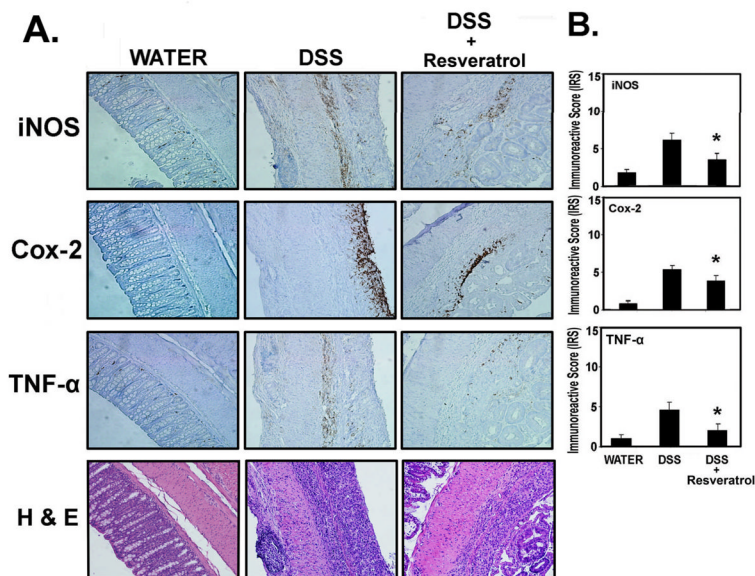 A.
WATER
DSS
DSS
+
Resveratrol
iNOS
Cox-2
TNF-α
H & E
B.
Immunoreactive Score (IRS)
15
10
5
0
iNOS
*
Immunoreactive Score (IRS)
15
10
5
0
Cox-2
*
Immunoreactive Score (IRS)
15
10
5
0
TNF-α
*
WATER
DSS
DSS
+
Resveratrol